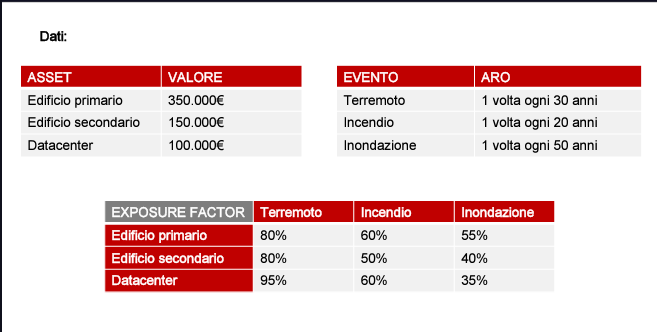 Dati:
ASSET VALORE
Edificio primario 350.000€
Edificio secondario 150.000€
Datacenter 100.000€
EVENTO ARO
Terremoto 1 volta ogni 30 anni
Incendio 1 volta ogni 20 anni
Inondazione 1 volta ogni 50 anni
EXPOSURE FACTOR Terremoto Incendio Inondazione
Edificio primario 80% 60% 55%
Edificio secondario 80% 50% 40%
Datacenter 95% 60% 35%